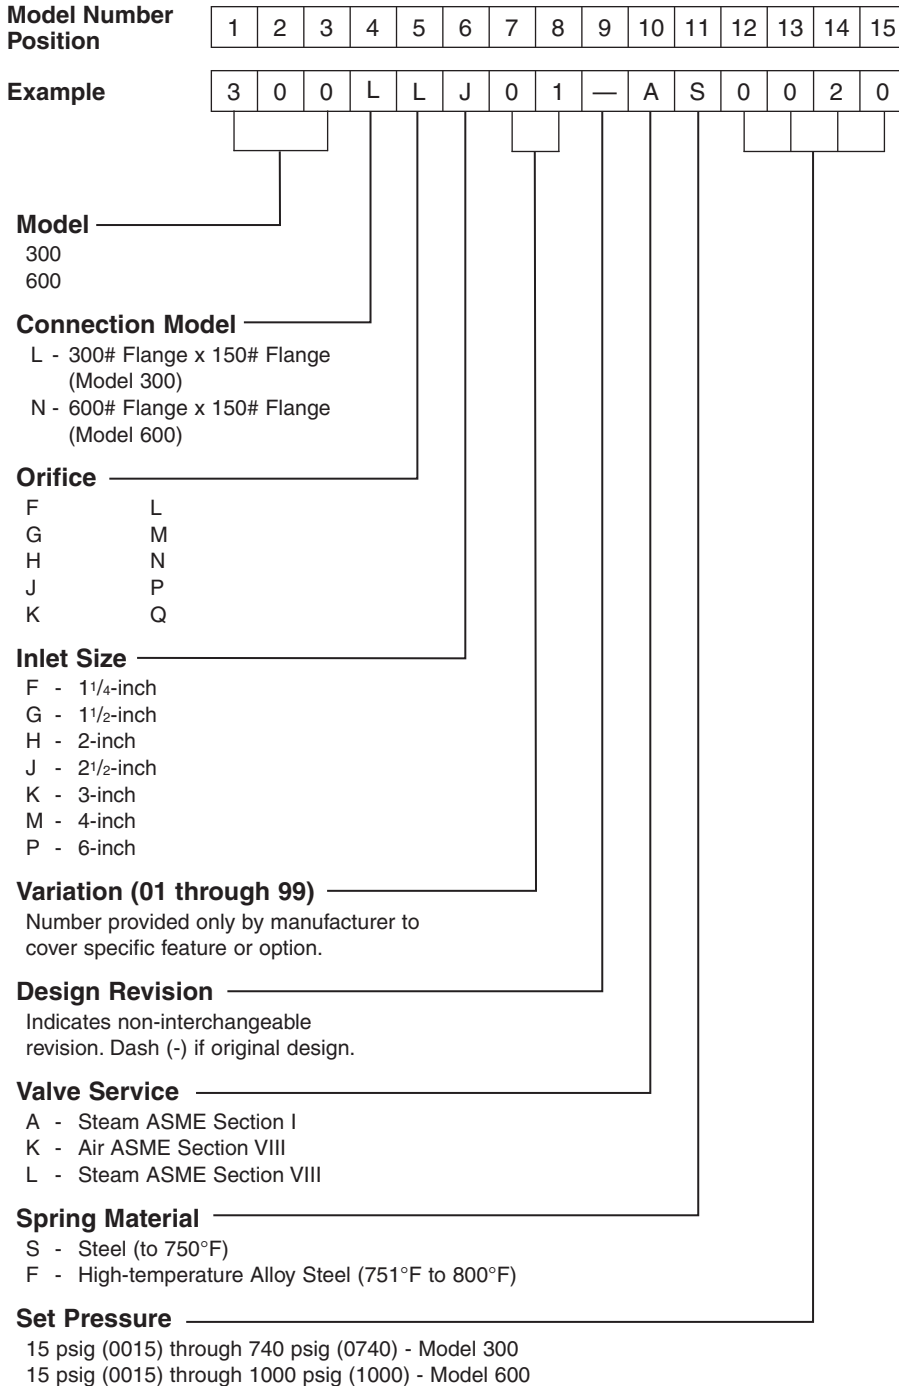 Model Number
Position
1 2 3 4 5 6 7 8 9 10 11 12 13 14 15
Example
3 0 0 L L J 0 1 — A S 0 0 2 0
Model
300
600
Connection Model
L - 300# Flange x 150# Flange
(Model 300)
N - 600# Flange x 150# Flange
(Model 600)
Orifice
F L
G M
H N
J P
K Q
Inlet Size
F - 1 1/4-inch
G - 1 1/2-inch
H - 2-inch
J - 2 1/2-inch
K - 3-inch
M - 4-inch
P - 6-inch
Variation (01 through 99)
Number provided only by manufacturer to
cover specific feature or option.
Design Revision
Indicates non-interchangeable
revision. Dash (-) if original design.
Valve Service
A - Steam ASME Section I
K - Air ASME Section VIII
L - Steam ASME Section VIII
Spring Material
S - Steel (to 750°F)
F - High-temperature Alloy Steel (751°F to 800°F)
Set Pressure
15 psig (0015) through 740 psig (0740) - Model 300
15 psig (0015) through 1000 psig (1000) - Model 600